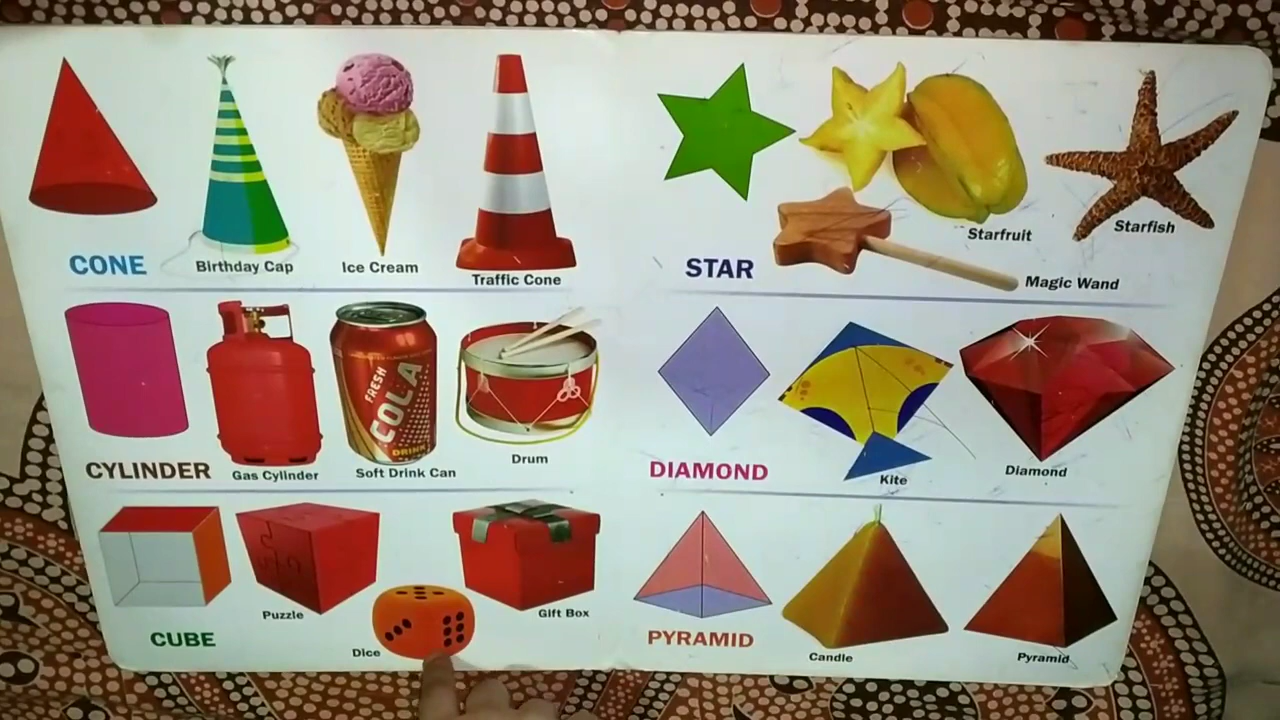 CONE
Birthday Cap
Ice Cream
Traffic Cone
STAR
Starfruit
Starfish
Magic Wand
CYLINDER
Gas Cylinder
FRESH
COLA
DRINK
Soft Drink Can
Drum
DIAMOND
Kite
Diamond
CUBE
Puzzle
Dice
Gift Box
PYRAMID
Candle
Pyramid